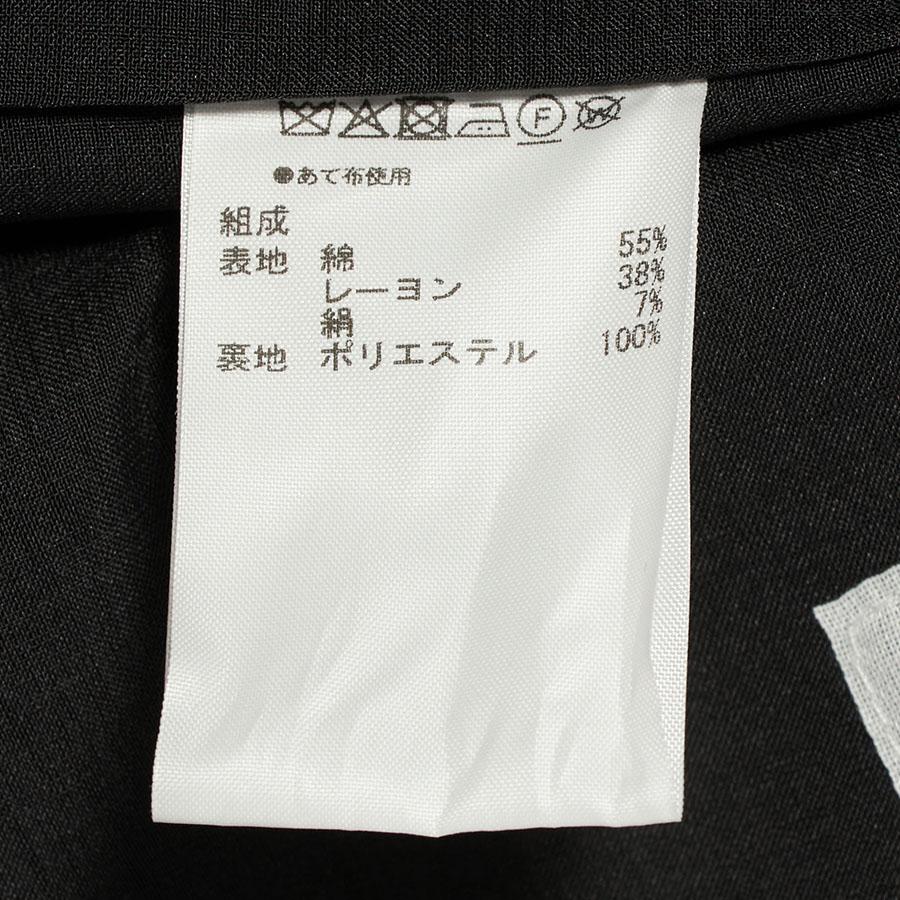 F W
●あて布使用
組成
表地 綿 55%
レーヨン 38%
絹 7%
裏地 ポリエステル 100%